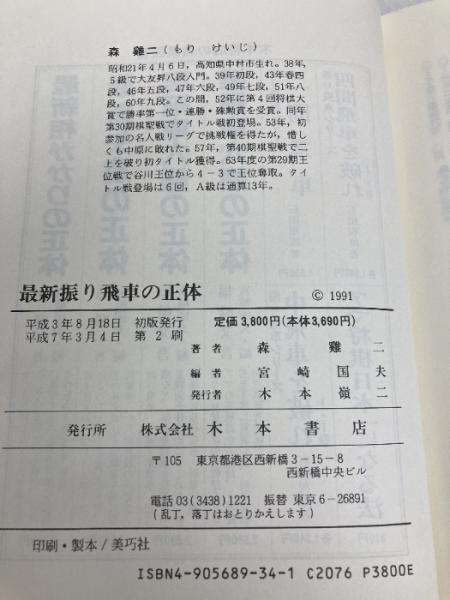 森 雞二(もり けいじ)
昭和21年4月6日，高知県中村市生れ。38年，
5級で大友昇八段入門。39年初段，43年春四
段，46年五段，47年六段，49年七段，51年八
段，60年九段。この間，52年に第4回将棋大
賞で勝率第一位・連勝・殊勲賞を受賞。同年
第30期棋聖戦でタイトル戦初登場。53年，初
参加の名人戦リーグで挑戦権を得たが，惜し
くも中原に敗れた。57年，第40期棋聖戦で二
上を破り初タイトル獲得。63年度の第29期王
位戦で谷川王位から4－3で王位奪取。タイ
トル戦登場は6回，A級は通算13年。
最新振り飛車の正体
© 1991
平成3年8月18日 初版発行 定価3,800円(本体3,690円)
平成7年3月4日 第2刷
著者 森 雞二
編者 宮崎国夫
発行者 木本嶺二
発行所 株式会社 木本書店
〒105 東京都港区西新橋3－15－8
西新橋中央ビル
電話03(3438)1221 振替 東京6－26891
(乱丁，落丁はおとりかえします)
印刷・製本/美巧社
ISBN4-905689-34-1 C2076 P3800E